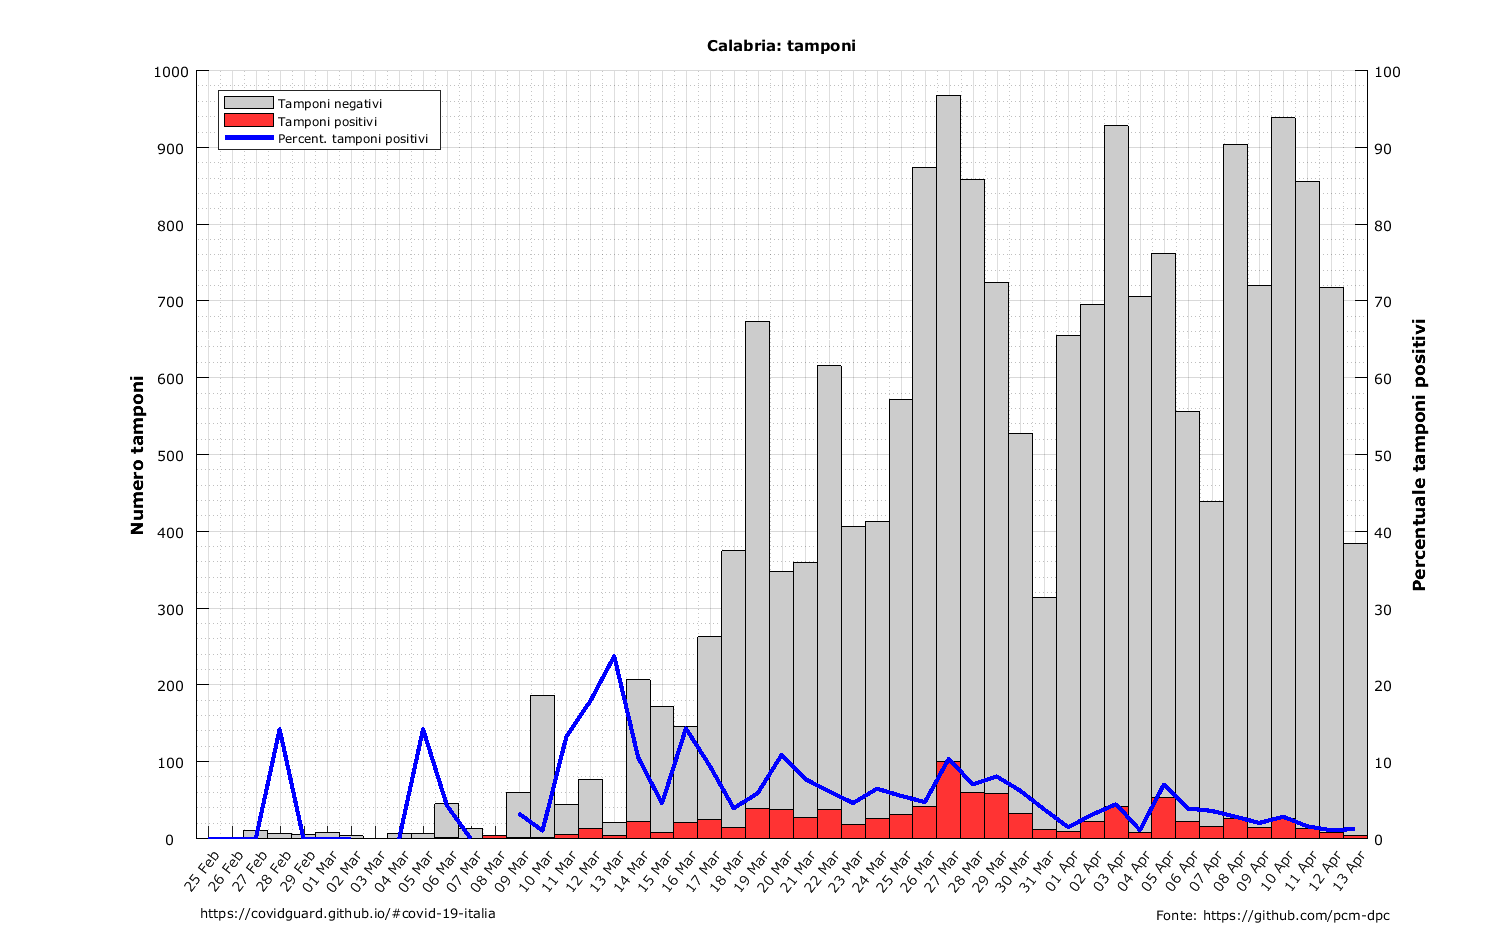 Calabria: tamponi
Tamponi negativi
Tamponi positivi
Percent. tamponi positivi
Numero tamponi
1000
900
800
700
600
500
400
300
200
100
0
100
90
80
70
60
50
40
30
20
10
0
Percentuale tamponi positivi
25 Feb
26 Feb
27 Feb
28 Feb
29 Feb
01 Mar
02 Mar
03 Mar
04 Mar
05 Mar
06 Mar
07 Mar
08 Mar
09 Mar
10 Mar
11 Mar
12 Mar
13 Mar
14 Mar
15 Mar
16 Mar
17 Mar
18 Mar
19 Mar
20 Mar
21 Mar
22 Mar
23 Mar
24 Mar
25 Mar
26 Mar
27 Mar
28 Mar
29 Mar
30 Mar
31 Mar
01 Apr
02 Apr
03 Apr
04 Apr
05 Apr
06 Apr
07 Apr
08 Apr
09 Apr
10 Apr
11 Apr
12 Apr
13 Apr
https://covidguard.github.io/#covid-19-italia
Fonte: https://github.com/pcm-dpc